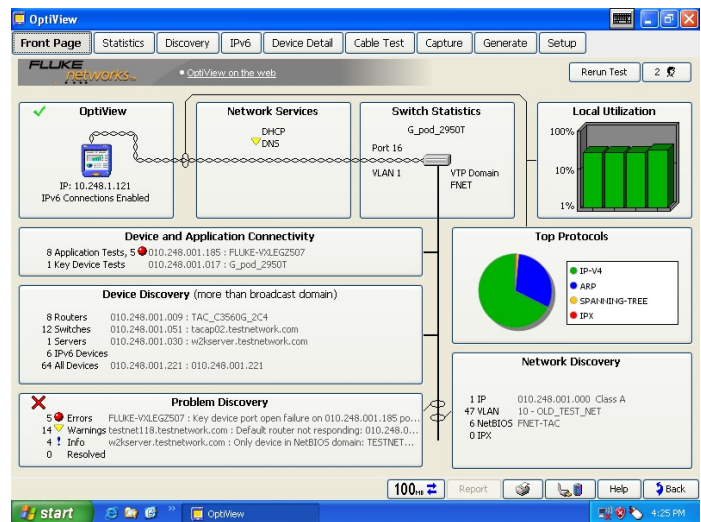 OptiView
Front Page Statistics Discovery IPv6 Device Detail Cable Test Capture Generate Setup
FLUKE networks. • OptiView on the web Rerun Test 2
OptiView
IP: 10.248.1.121
IPv6 Connections Enabled
Network Services
DHCP
DNS
Switch Statistics
G_pod_2950T
Port 16
VLAN 1
VTP Domain
FNET
Local Utilization
100%
10%
1%
Device and Application Connectivity
8 Application Tests, 5 010.248.001.185 : FLUKE-VXLEGZ507
1 Key Device Tests 010.248.001.017 : G_pod_2950T
Top Protocols
IP-V4
ARP
SPANNING-TREE
IPX
Device Discovery (more than broadcast domain)
8 Routers 010.248.001.009 : TAC_C3560G_2C4
12 Switches 010.248.001.051 : tacap02.testnetwork.com
1 Servers 010.248.001.030 : w2kserver.testnetwork.com
6 IPv6 Devices
64 All Devices 010.248.001.221 : 010.248.001.221
Network Discovery
1 IP 010.248.001.000 Class A
47 VLAN 10 - OLD_TEST_NET
6 NetBIOS FNET-TAC
0 IPX
Problem Discovery
5 Errors FLUKE-VXLEGZ507 : Key device port open failure on 010.248.001.185 po...
14 Warnings testnet118.testnetwork.com : Default router not responding: 010.248.0...
4 Info w2kserver.testnetwork.com : Only device in NetBIOS domain: TESTNET...
0 Resolved
100 Report Help Back
start OptiView 4:25 PM